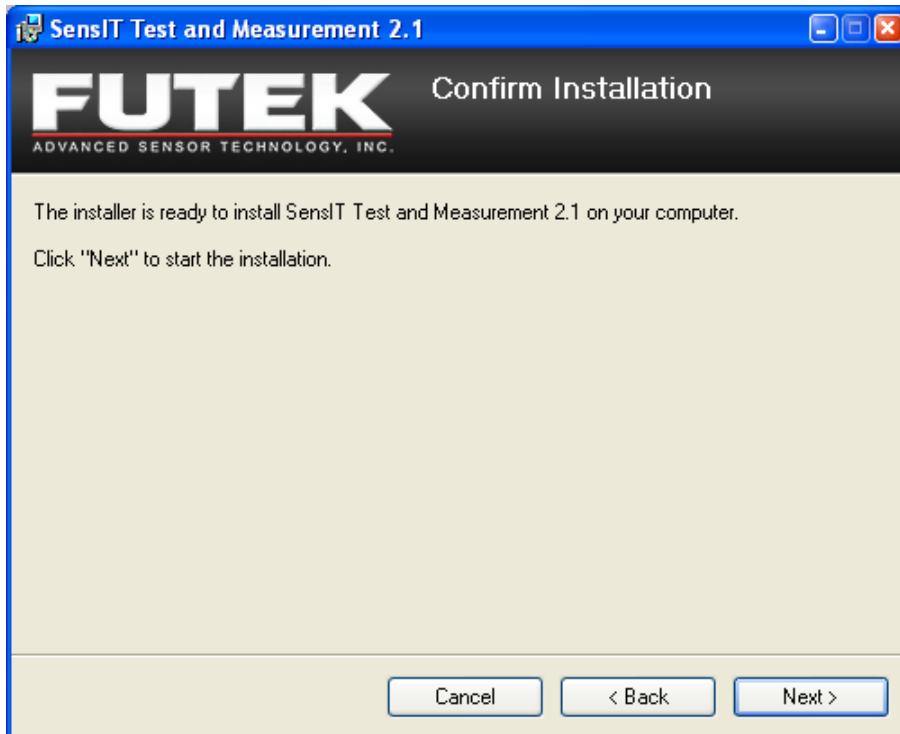 SensIT Test and Measurement 2.1
FUTEK
ADVANCED SENSOR TECHNOLOGY, INC.
Confirm Installation
The installer is ready to install SensIT Test and Measurement 2.1 on your computer.
Click "Next" to start the installation.
Cancel
< Back
Next >